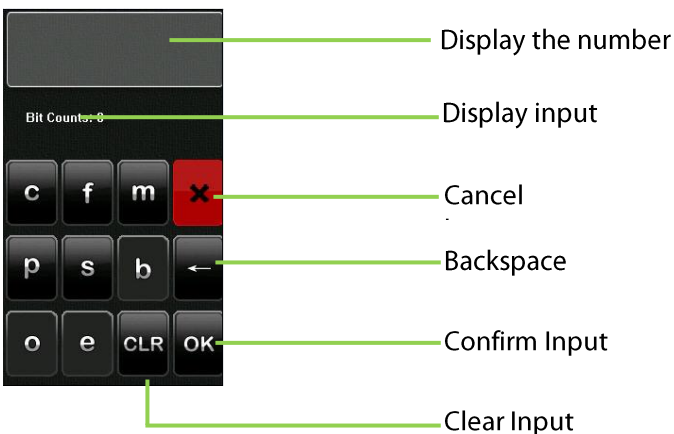 Display the number
Bit Counts: 0
Display input
c f m ×
Cancel
p s b ←
Backspace
o e CLR OK
Confirm Input
Clear Input